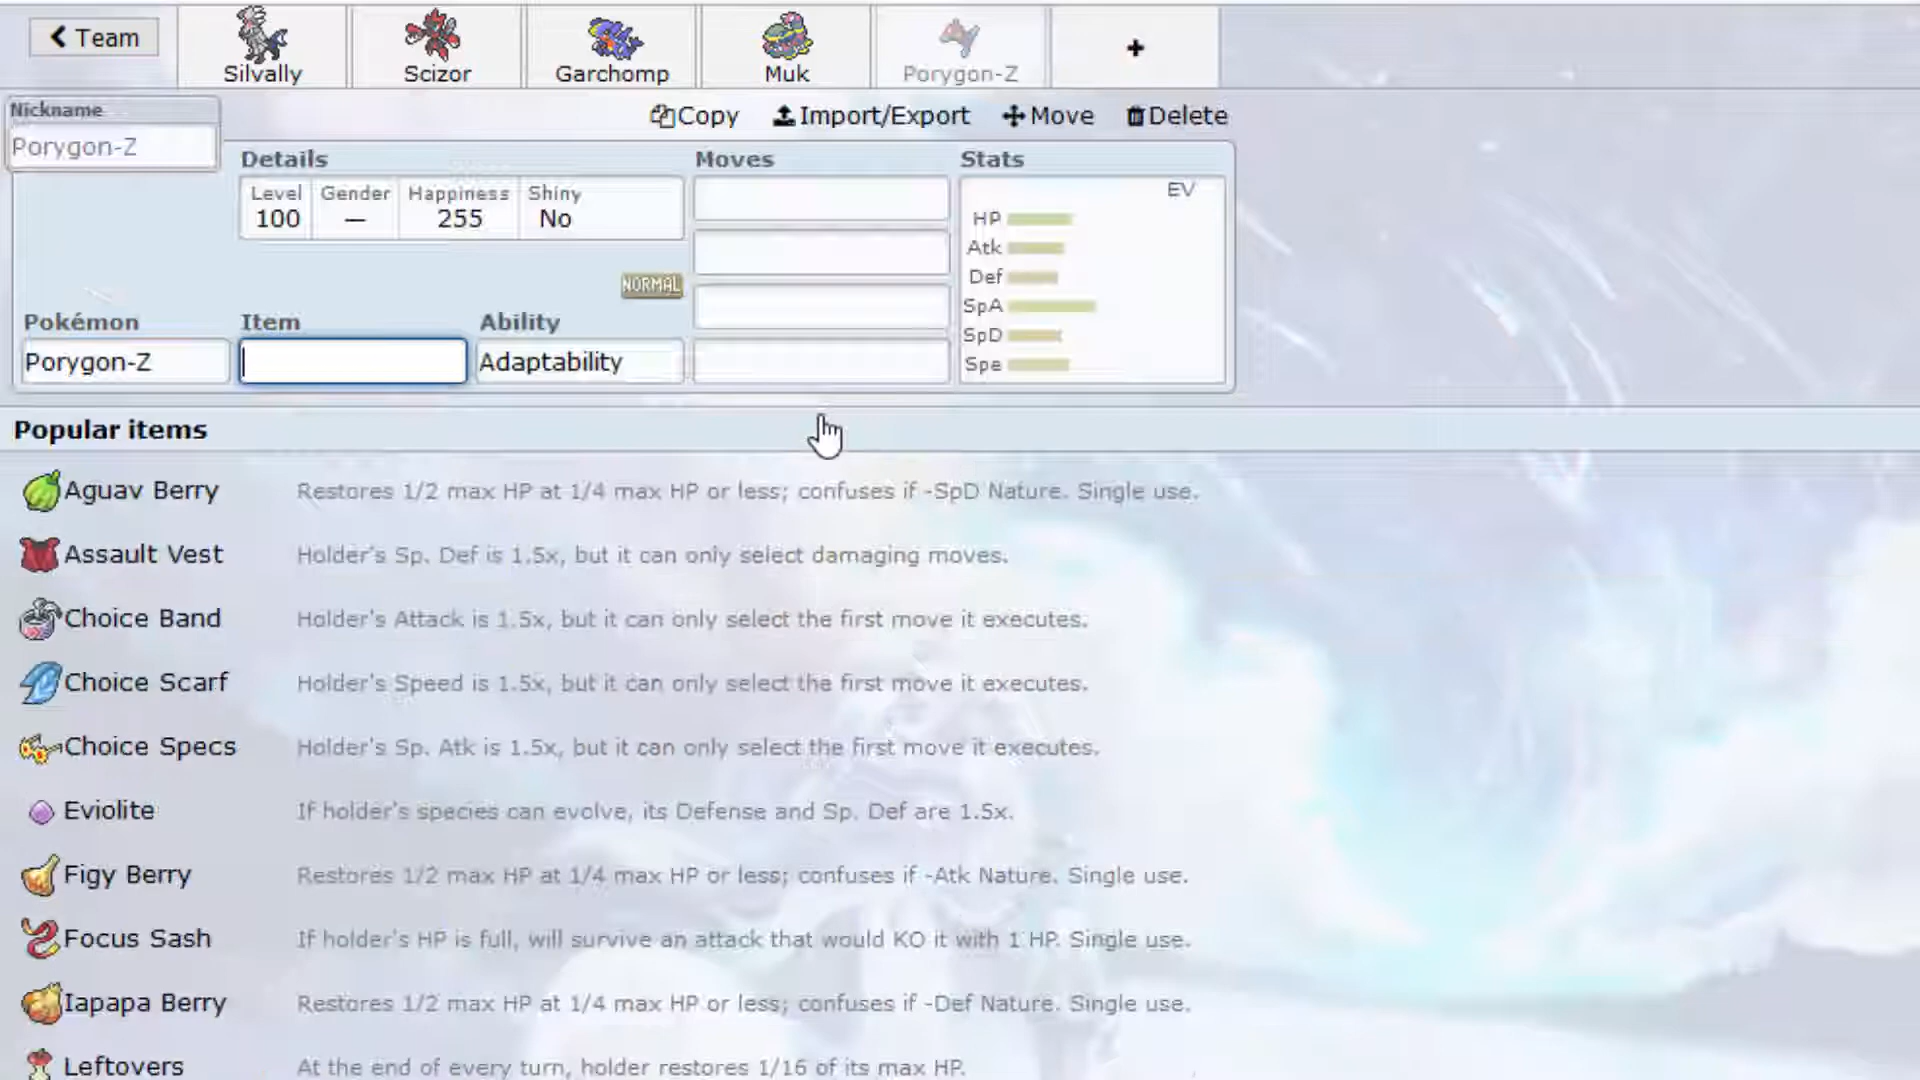 Team
Silvally
Scizor
Garchomp
Muk
Porygon-Z
+
Nickname
Porygon-Z
Copy
Import/Export
Move
Delete
Details
Level
100
Gender
—
Happiness
255
Shiny
No
NORMAL
Pokémon
Porygon-Z
Item
Ability
Adaptability
Moves
Stats
EV
HP
Atk
Def
SpA
SpD
Spe
Popular items
Aguav Berry Restores 1/2 max HP at 1/4 max HP or less; confuses if -SpD Nature. Single use.
Assault Vest Holder's Sp. Def is 1.5x, but it can only select damaging moves.
Choice Band Holder's Attack is 1.5x, but it can only select the first move it executes.
Choice Scarf Holder's Speed is 1.5x, but it can only select the first move it executes.
Choice Specs Holder's Sp. Atk is 1.5x, but it can only select the first move it executes.
Eviolite If holder's species can evolve, its Defense and Sp. Def are 1.5x.
Figy Berry Restores 1/2 max HP at 1/4 max HP or less; confuses if -Atk Nature. Single use.
Focus Sash If holder's HP is full, will survive an attack that would KO it with 1 HP. Single use.
Iapapa Berry Restores 1/2 max HP at 1/4 max HP or less; confuses if -Def Nature. Single use.
Leftovers At the end of every turn, holder restores 1/16 of its max HP.